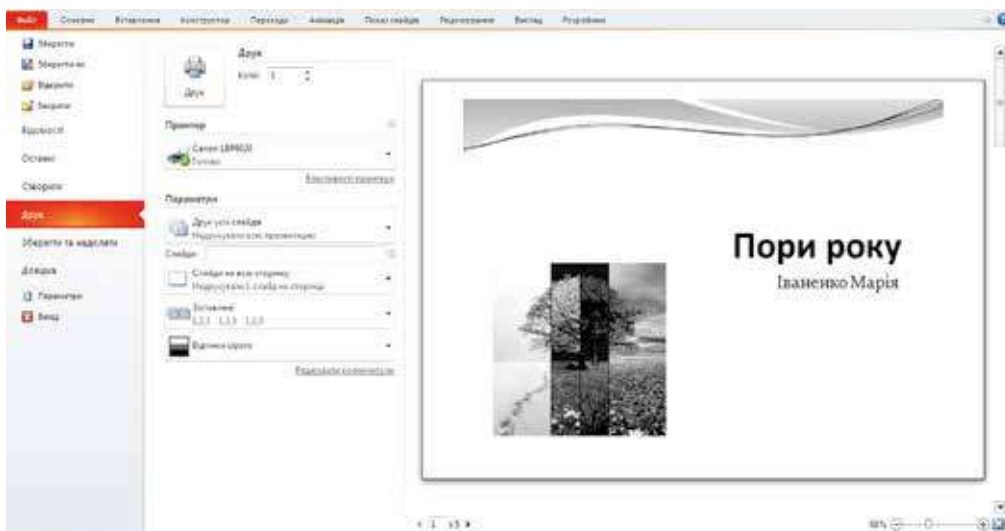 Файл Основне Вставлення Конструктор Переходи Анімація Показ слайдів Рецензування Вигляд Розробник
Зберегти
Зберегти як
Відкрити
Закрити
Відомості
Останні
Створити
Друк
Зберегти та надіслати
Довідка
Параметри
Вихід
Друк
Копії: 1
Друк
Принтер
Canon LBP6020
Готово
Властивості принтера
Параметри
Друк усіх слайдів
Надрукувати всю презентацію
Слайди
Слайди на всю сторінку
Надрукувати 1 слайд на сторінці
1,2,3 1,2,3 1,2,3
Відтінки сірого
Редагувати колонтитули
Пори року
Іваненко Марія
1 з 5